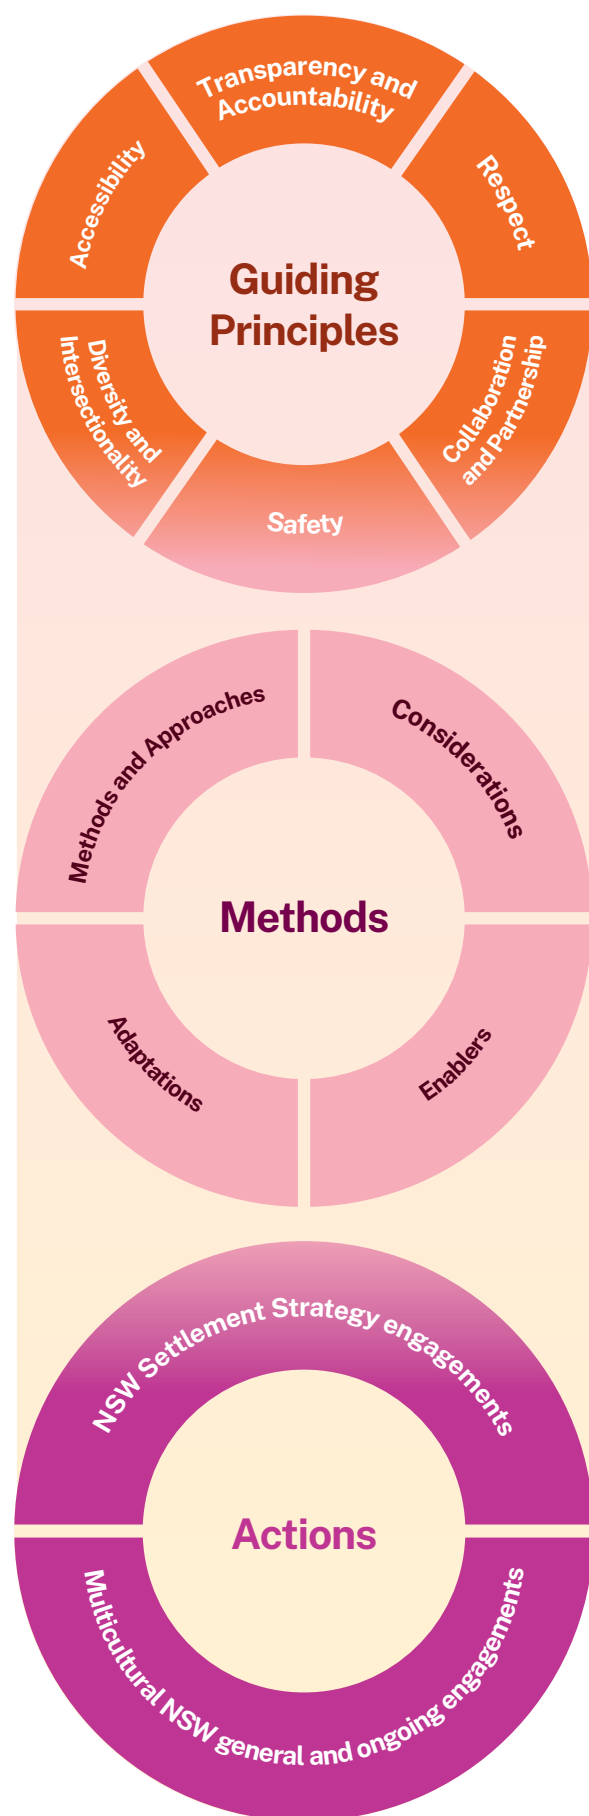 Transparency and
Accountability
Accessibility
Respect
Guiding
Principles
Diversity and
Intersectionality
Collaboration
and Partnership
Safety
Methods and Approaches
Considerations
Methods
Adaptations
Enablers
NSW Settlement Strategy engagements
Actions
Multicultural NSW general and ongoing engagements